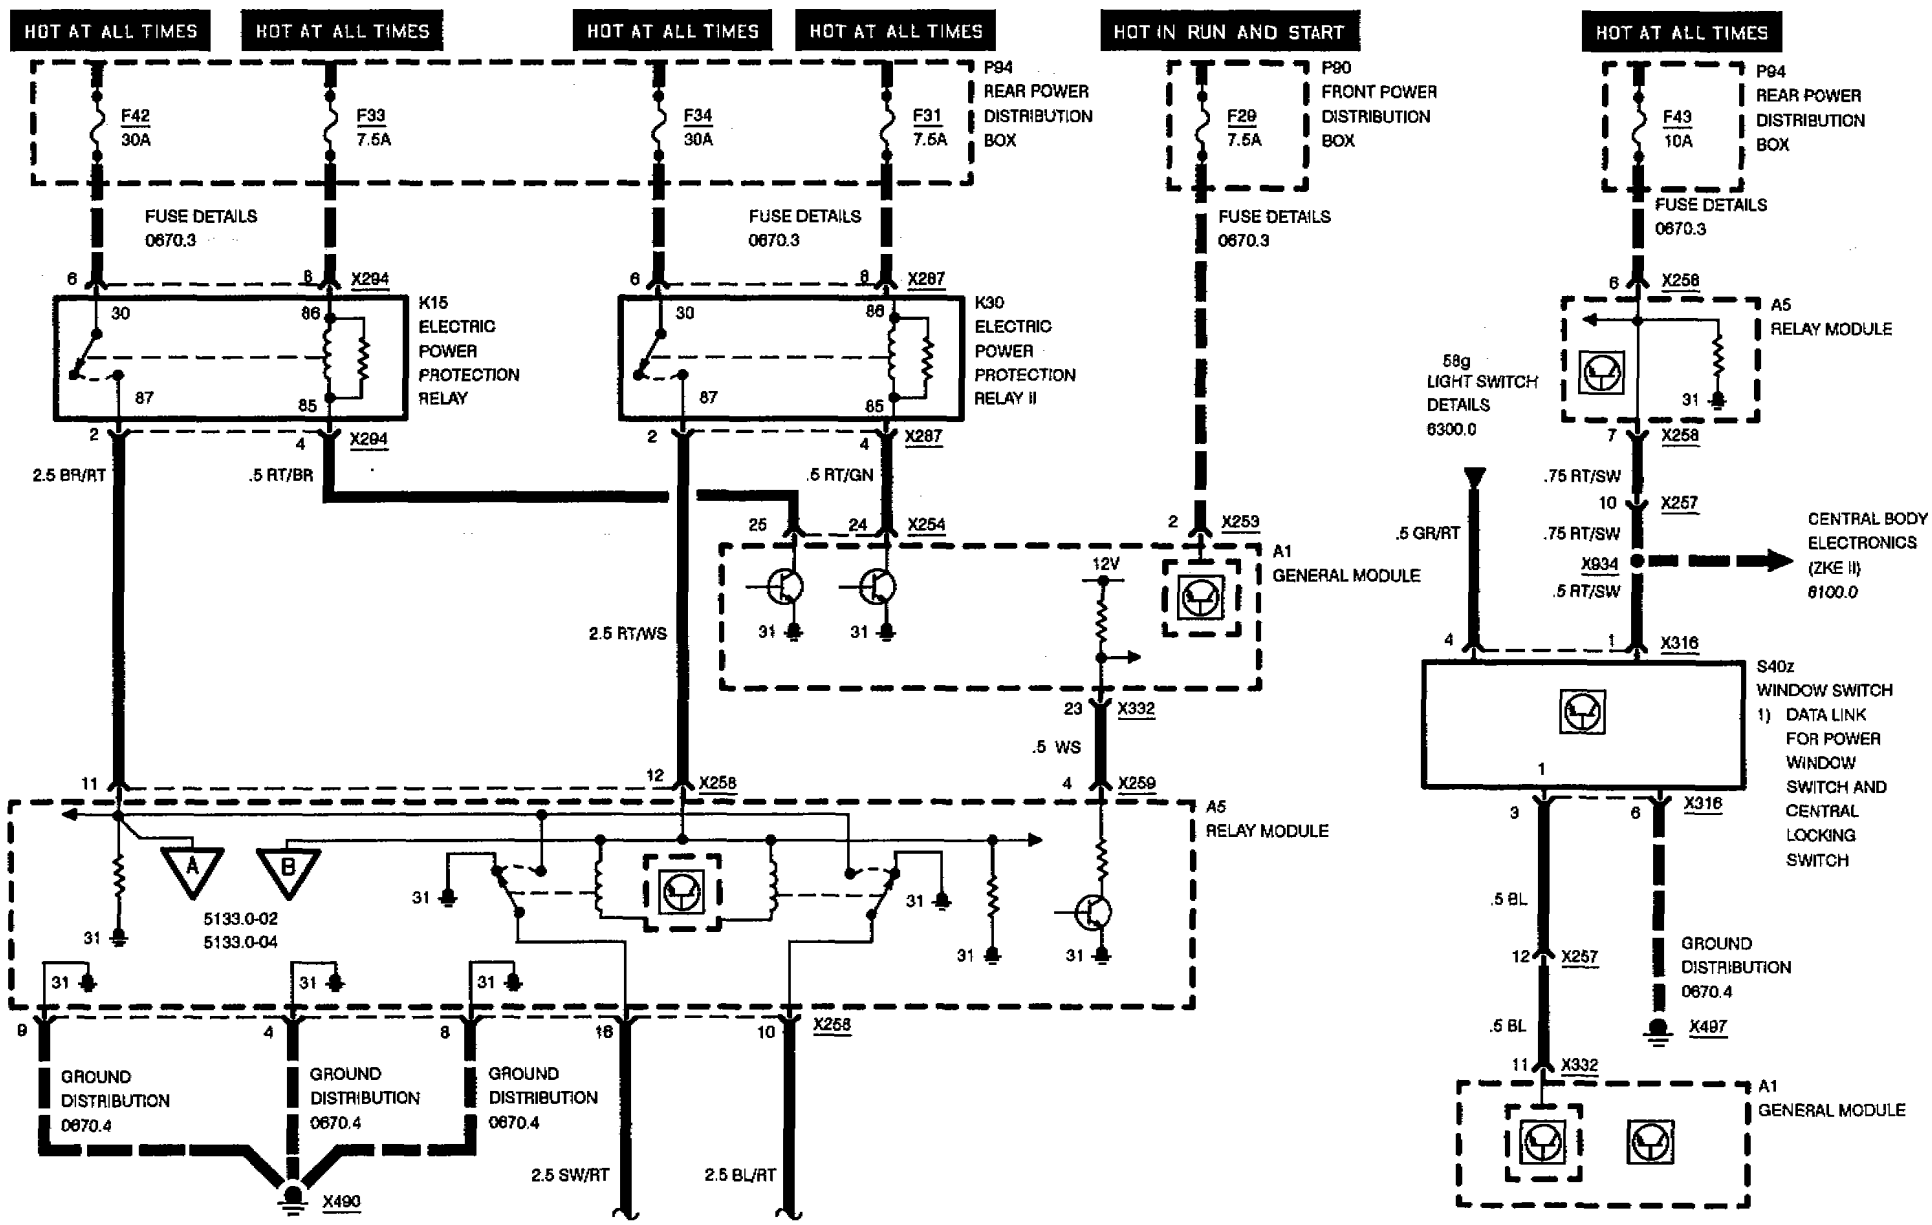 HOT AT ALL TIMES
HOT AT ALL TIMES
HOT AT ALL TIMES
HOT AT ALL TIMES
HOT IN RUN AND START
HOT AT ALL TIMES
F42
30A
F33
7.5A
F34
30A
F31
7.5A
P94
REAR POWER
DISTRIBUTION
BOX
F29
7.5A
P90
FRONT POWER
DISTRIBUTION
BOX
F43
10A
P94
REAR POWER
DISTRIBUTION
BOX
FUSE DETAILS
0670.3
FUSE DETAILS
0670.3
FUSE DETAILS
0670.3
FUSE DETAILS
0670.3
6
8
X294
6
8
X287
6
X258
30
86
87
85
K15
ELECTRIC
POWER
PROTECTION
RELAY
30
86
87
85
K30
ELECTRIC
POWER
PROTECTION
RELAY II
A5
RELAY MODULE
31
58g
LIGHT SWITCH
DETAILS
6300.0
2
4
X294
2
4
X287
7
X258
2.5 BR/RT
.5 RT/BR
.5 RT/GN
.75 RT/SW
10
X257
.75 RT/SW
X934
.5 RT/SW
.5 GR/RT
CENTRAL BODY
ELECTRONICS
(ZKE II)
6100.0
25
24
X254
2
X253
A1
GENERAL MODULE
12V
31
31
2.5 RT/WS
4
1
X316
S40z
WINDOW SWITCH
1) DATA LINK
FOR POWER
WINDOW
SWITCH AND
CENTRAL
LOCKING
SWITCH
1
23
X332
.5 WS
11
12
X258
4
X259
3
6
X316
A5
RELAY MODULE
A
B
5133.0-02
5133.0-04
31
31
31
31
31
31
31
31
.5 BL
12
X257
.5 BL
GROUND
DISTRIBUTION
0670.4
X497
11
X332
A1
GENERAL MODULE
9
4
8
16
10
X258
GROUND
DISTRIBUTION
0670.4
GROUND
DISTRIBUTION
0670.4
GROUND
DISTRIBUTION
0670.4
X490
2.5 SW/RT
2.5 BL/RT